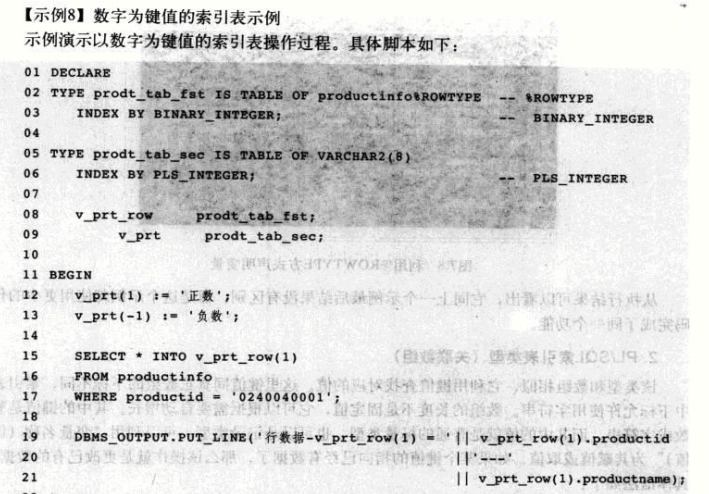 【示例8】数字为键值的索引表示例
示例演示以数字为键值的索引表操作过程。具体脚本如下：
01 DECLARE
02 TYPE prodt_tab_fst IS TABLE OF productinfo%ROWTYPE -- %ROWTYPE
03 INDEX BY BINARY_INTEGER; -- BINARY_INTEGER
04
05 TYPE prodt_tab_sec IS TABLE OF VARCHAR2(8)
06 INDEX BY PLS_INTEGER; -- PLS_INTEGER
07
08 v_prt_row prodt_tab_fst;
09 v_prt prodt_tab_sec;
10
11 BEGIN
12 v_prt(1) := '正数';
13 v_prt(-1) := '负数';
14
15 SELECT * INTO v_prt_row(1)
16 FROM productinfo
17 WHERE productid = '0240040001';
18
19 DBMS_OUTPUT.PUT_LINE('行数据-v_prt_row(1) = ' || v_prt_row(1).productid
20 ||'---'
21 || v_prt_row(1).productname);